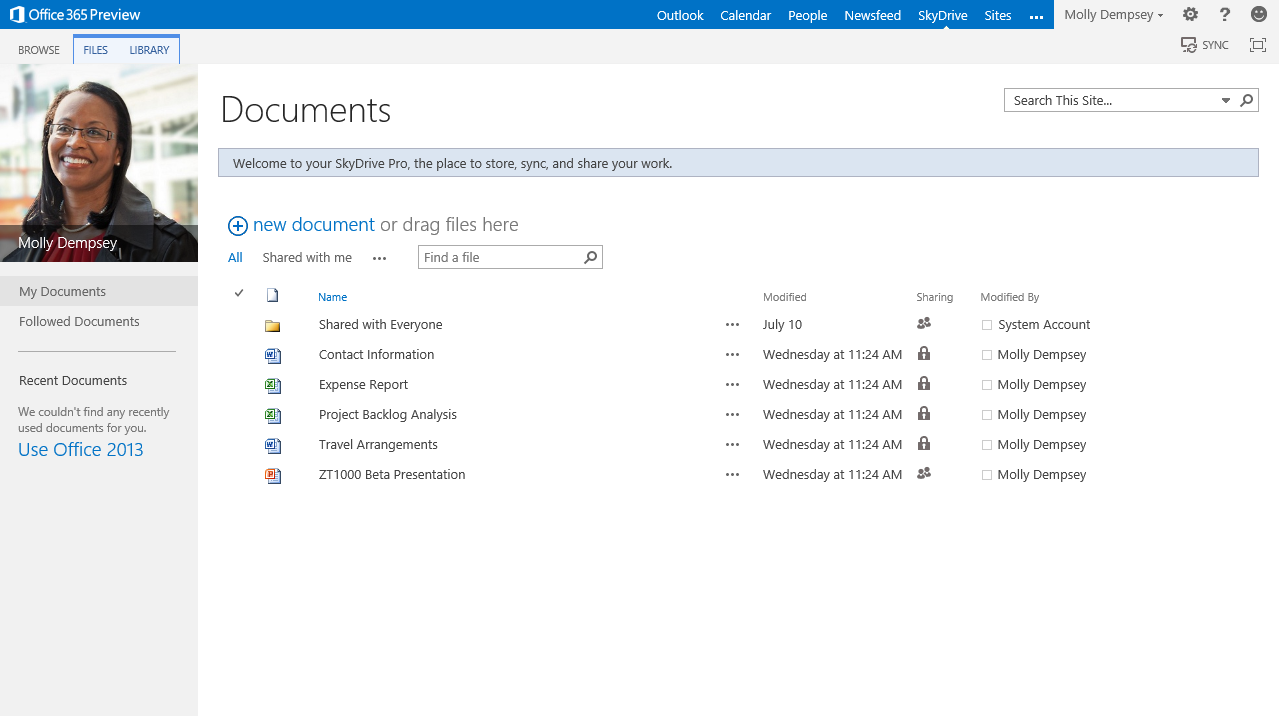 Office 365 Preview Outlook Calendar People Newsfeed SkyDrive Sites ... Molly Dempsey ?
BROWSE FILES LIBRARY SYNC
Documents
Search This Site...
Welcome to your SkyDrive Pro, the place to store, sync, and share your work.
new document or drag files here
All Shared with me ... Find a file
Molly Dempsey
My Documents
Followed Documents
Recent Documents
We couldn't find any recently
used documents for you.
Use Office 2013
Name Modified Sharing Modified By
Shared with Everyone ... July 10 System Account
Contact Information ... Wednesday at 11:24 AM Molly Dempsey
Expense Report ... Wednesday at 11:24 AM Molly Dempsey
Project Backlog Analysis ... Wednesday at 11:24 AM Molly Dempsey
Travel Arrangements ... Wednesday at 11:24 AM Molly Dempsey
ZT1000 Beta Presentation ... Wednesday at 11:24 AM Molly Dempsey